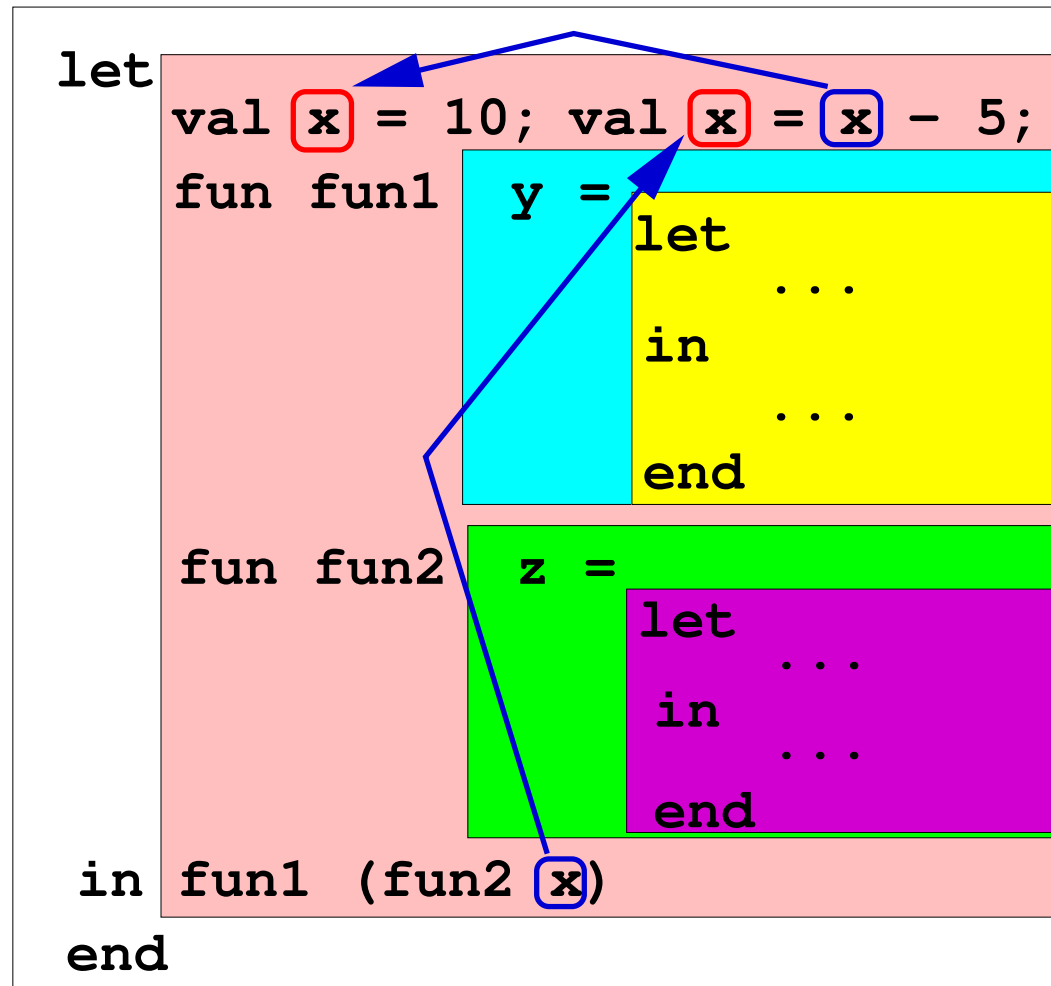 let
val x = 10; val x = x - 5;
fun fun1 y =
let
...
in
...
end
fun fun2 z =
let
...
in
...
end
in fun1 (fun2 x)
end